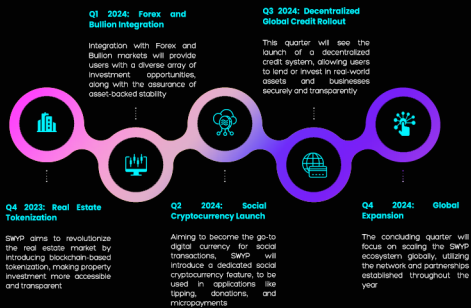 Q1 2024: Forex and
Bullion Integration
Integration with Forex and
Bullion markets will provide
users with a diverse array of
investment opportunities,
along with the assurance of
asset-backed stability
Q3 2024: Decentralized
Global Credit Rollout
This quarter will see the
launch of a decentralized
credit system, allowing users
to lend or invest in real-world
assets and businesses
securely and transparently
Q4 2023: Real Estate
Tokenization
SWYP aims to revolutionize
the real estate market by
introducing blockchain-based
tokenization, making property
investment more accessible
and transparent
Q2 2024: Social
Cryptocurrency Launch
Aiming to become the go-to
digital currency for social
transactions, SWYP will
introduce a dedicated social
cryptocurrency feature, to be
used in applications like
tipping, donations, and
micropayments
Q4 2024: Global
Expansion
The concluding quarter will
focus on scaling the SWYP
ecosystem globally, utilizing
the network and partnerships
established throughout the
year